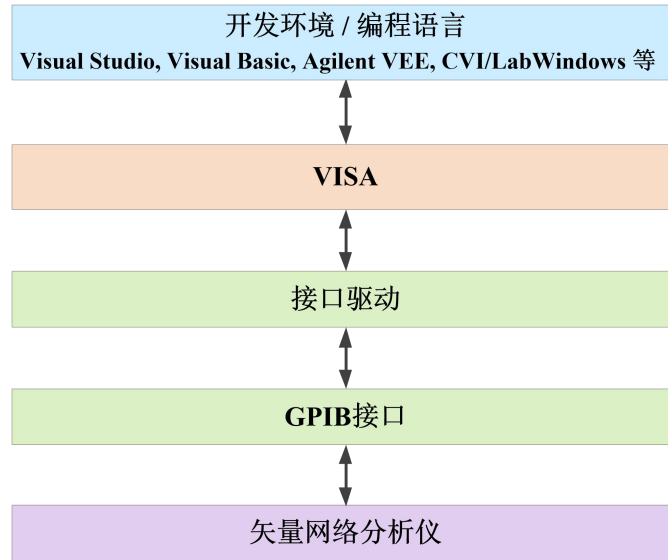 开发环境 / 编程语言
Visual Studio, Visual Basic, Agilent VEE, CVI/LabWindows 等
VISA
接口驱动
GPIB接口
矢量网络分析仪